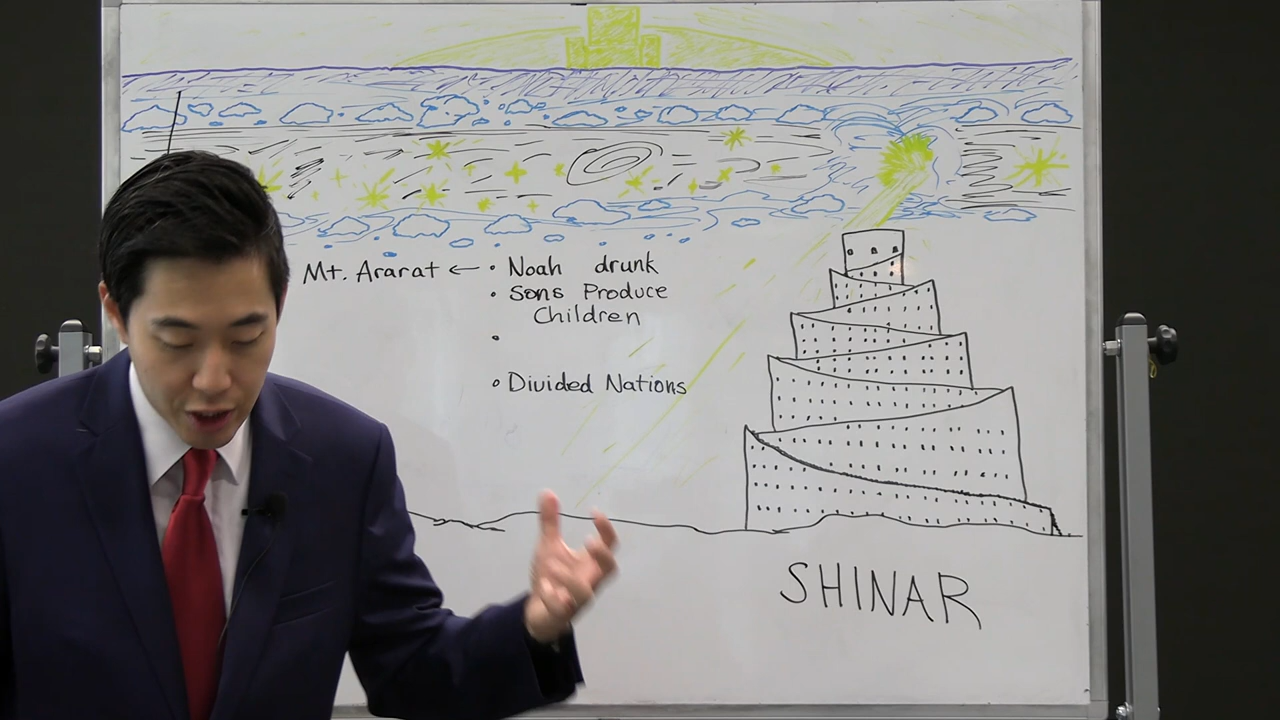 Mt. Ararat ← • Noah drunk
• Sons Produce
Children
•
• Divided Nations
SHINAR